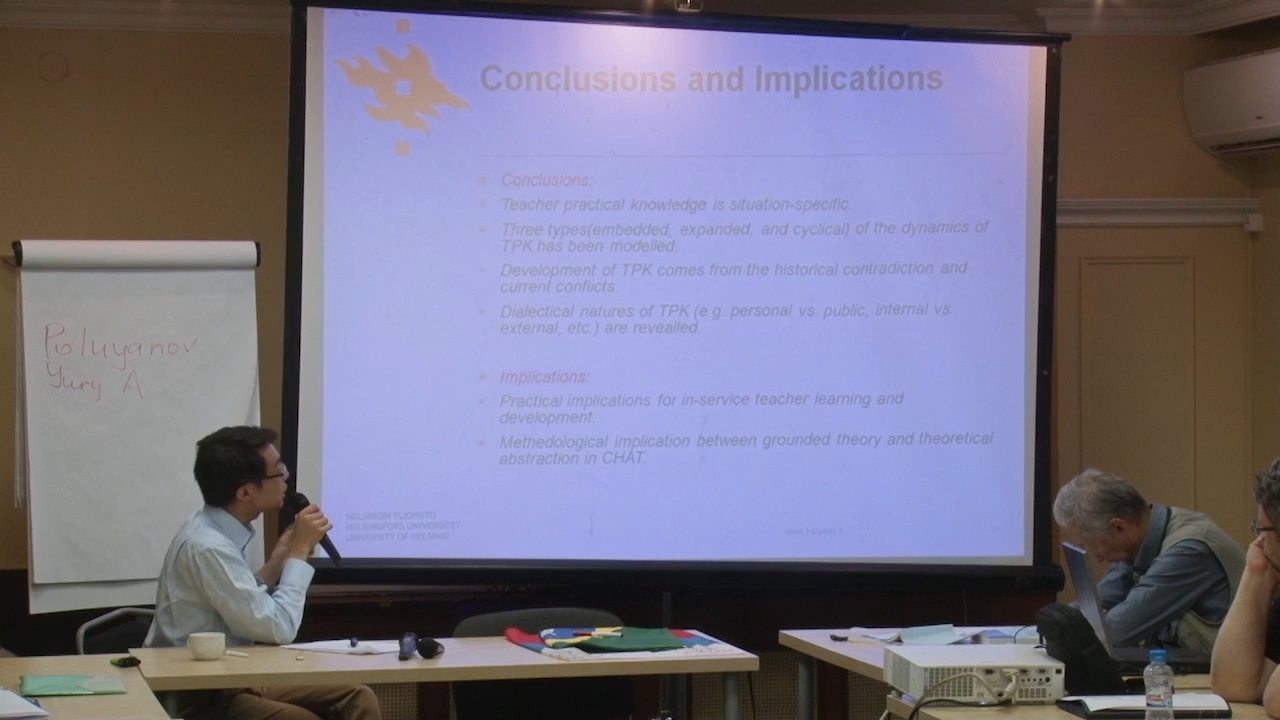 Conclusions and Implications
Conclusions:
Teacher practical knowledge is situation-specific.
Three types(embedded, expanded, and cyclical) of the dynamics of
TPK has been modelled.
Development of TPK comes from the historical contradiction and
current conflicts.
Dialectical natures of TPK (e.g. personal vs. public, internal vs.
external, etc.) are revealled.
Implications:
Practical implications for in-service teacher learning and
development.
Methedological implication between grounded theory and theoretical
abstraction in CHAT.
HELSINGIN YLIOPISTO
HELSINGFORS UNIVERSITET
UNIVERSITY OF HELSINKI
www.helsinki.fi
Poluyanov
Yury A